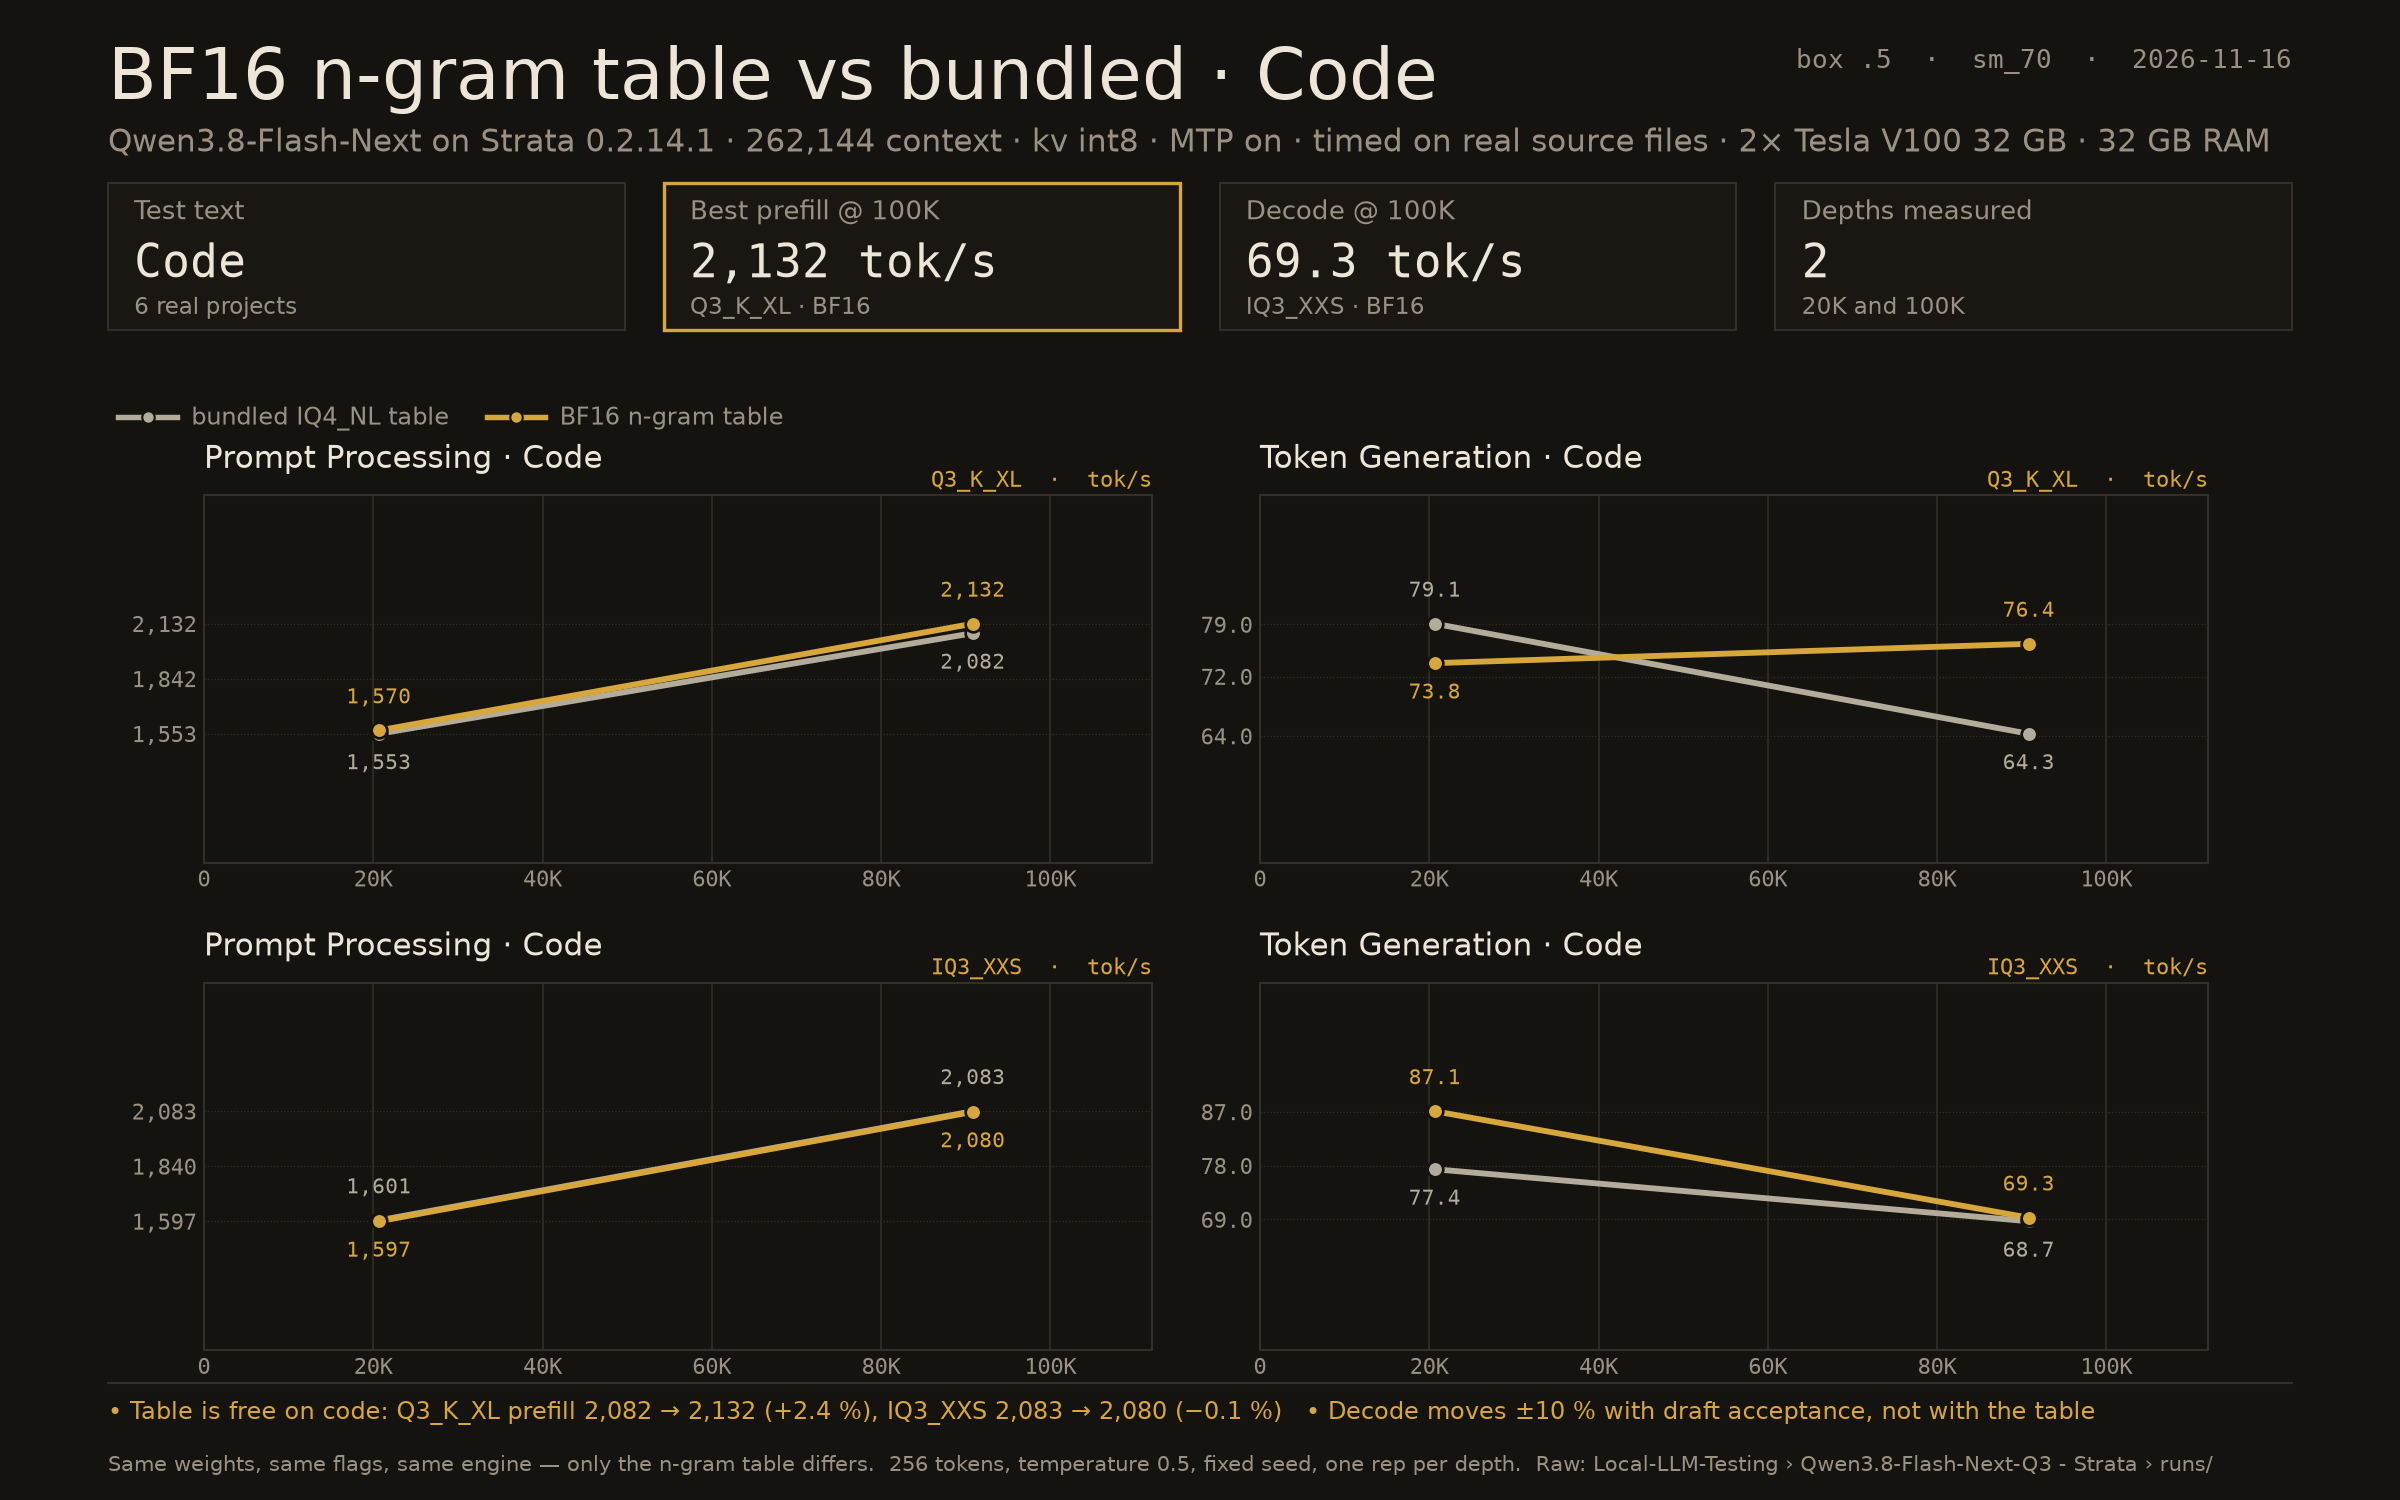 BF16 n-gram table vs bundled · Code
box .5 · sm_70 · 2026-11-16
Qwen3.8-Flash-Next on Strata 0.2.14.1 · 262,144 context · kv int8 · MTP on · timed on real source files · 2× Tesla V100 32 GB · 32 GB RAM
Test text
Code
6 real projects
Best prefill @ 100K
2,132 tok/s
Q3_K_XL · BF16
Decode @ 100K
69.3 tok/s
IQ3_XXS · BF16
Depths measured
2
20K and 100K
bundled IQ4_NL table
BF16 n-gram table
Prompt Processing · Code
Q3_K_XL · tok/s
2,132
2,132
2,082
1,842
1,570
1,553
1,553
0 20K 40K 60K 80K 100K
Token Generation · Code
Q3_K_XL · tok/s
79.1
76.4
79.0
72.0
73.8
64.0
64.3
0 20K 40K 60K 80K 100K
Prompt Processing · Code
IQ3_XXS · tok/s
2,083
2,083
2,080
1,840
1,601
1,597
1,597
0 20K 40K 60K 80K 100K
Token Generation · Code
IQ3_XXS · tok/s
87.1
87.0
78.0
69.3
77.4
69.0
68.7
0 20K 40K 60K 80K 100K
• Table is free on code: Q3_K_XL prefill 2,082 → 2,132 (+2.4 %), IQ3_XXS 2,083 → 2,080 (−0.1 %) • Decode moves ±10 % with draft acceptance, not with the table
Same weights, same flags, same engine — only the n-gram table differs. 256 tokens, temperature 0.5, fixed seed, one rep per depth. Raw: Local-LLM-Testing › Qwen3.8-Flash-Next-Q3 - Strata › runs/